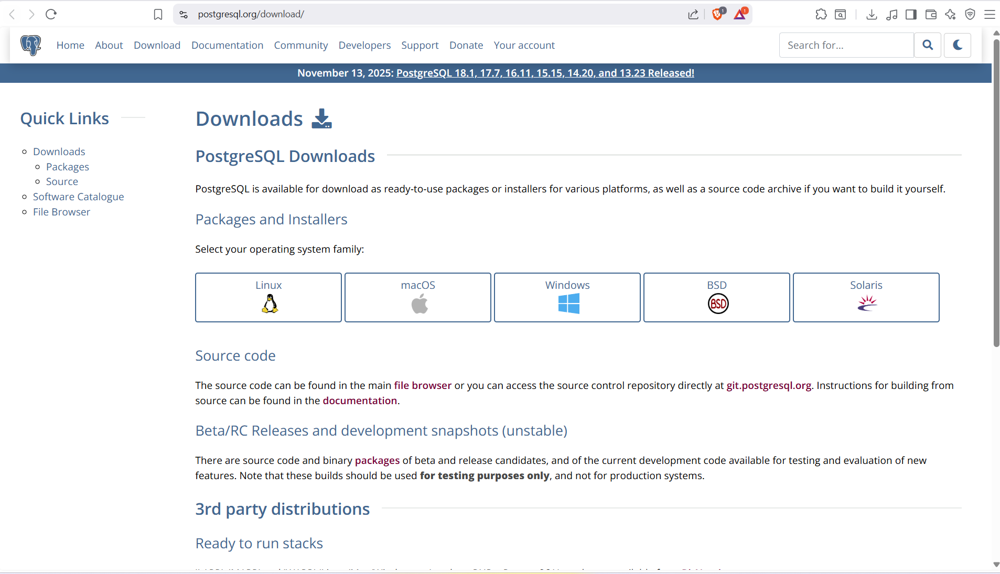 postgresql.org/download/
1
1
Home About Download Documentation Community Developers Support Donate Your account
Search for...
November 13, 2025: PostgreSQL 18.1, 17.7, 16.11, 15.15, 14.20, and 13.23 Released!
Quick Links
Downloads
Packages
Source
Software Catalogue
File Browser
Downloads
PostgreSQL Downloads
PostgreSQL is available for download as ready-to-use packages or installers for various platforms, as well as a source code archive if you want to build it yourself.
Packages and Installers
Select your operating system family:
Linux
macOS
Windows
BSD
BSD
Solaris
Source code
The source code can be found in the main file browser or you can access the source control repository directly at git.postgresql.org. Instructions for building from
source can be found in the documentation.
Beta/RC Releases and development snapshots (unstable)
There are source code and binary packages of beta and release candidates, and of the current development code available for testing and evaluation of new
features. Note that these builds should be used for testing purposes only, and not for production systems.
3rd party distributions
Ready to run stacks